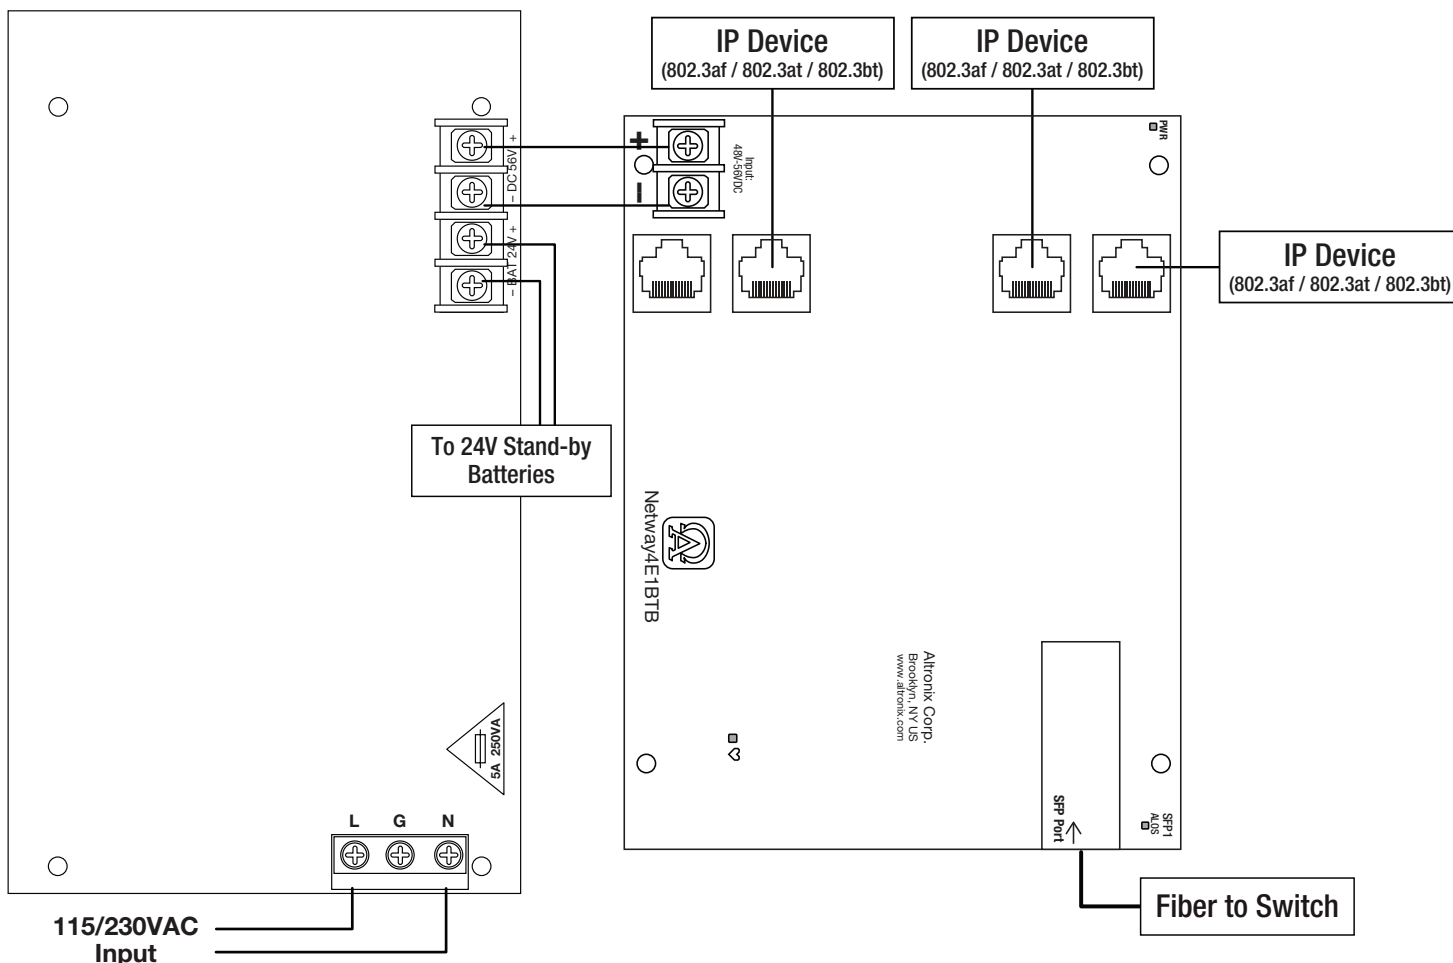 IP Device
(802.3af / 802.3at / 802.3bt)
IP Device
(802.3af / 802.3at / 802.3bt)
IP Device
(802.3af / 802.3at / 802.3bt)
– DC 56V +
– BAT 24V +
+
–
Input:
48V-56VDC
PWR
To 24V Stand-by
Batteries
Netway4E1BTB
Altronix Corp.
Brooklyn, NY US
www.altronix.com
5A 250VA
L G N
SFP Port
SFP1
ALOS
115/230VAC
Input
Fiber to Switch